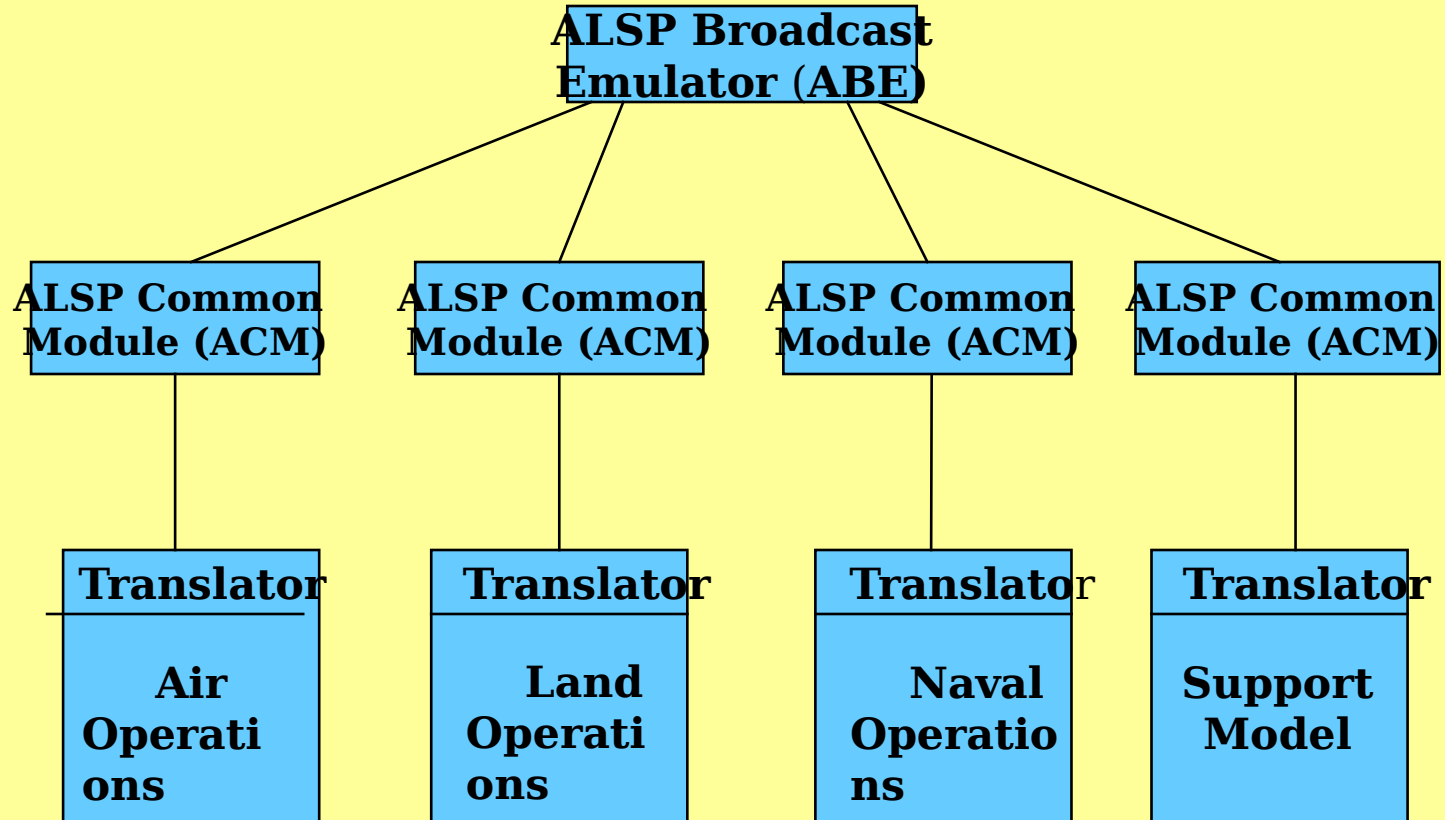 ALSP Broadcast
Emulator (ABE)
ALSP Common
Module (ACM)
ALSP Common
Module (ACM)
ALSP Common
Module (ACM)
ALSP Common
Module (ACM)
Translator
Air
Operati
ons
Translator
Land
Operati
ons
Translator
Naval
Operatio
ns
Translator
Support
Model